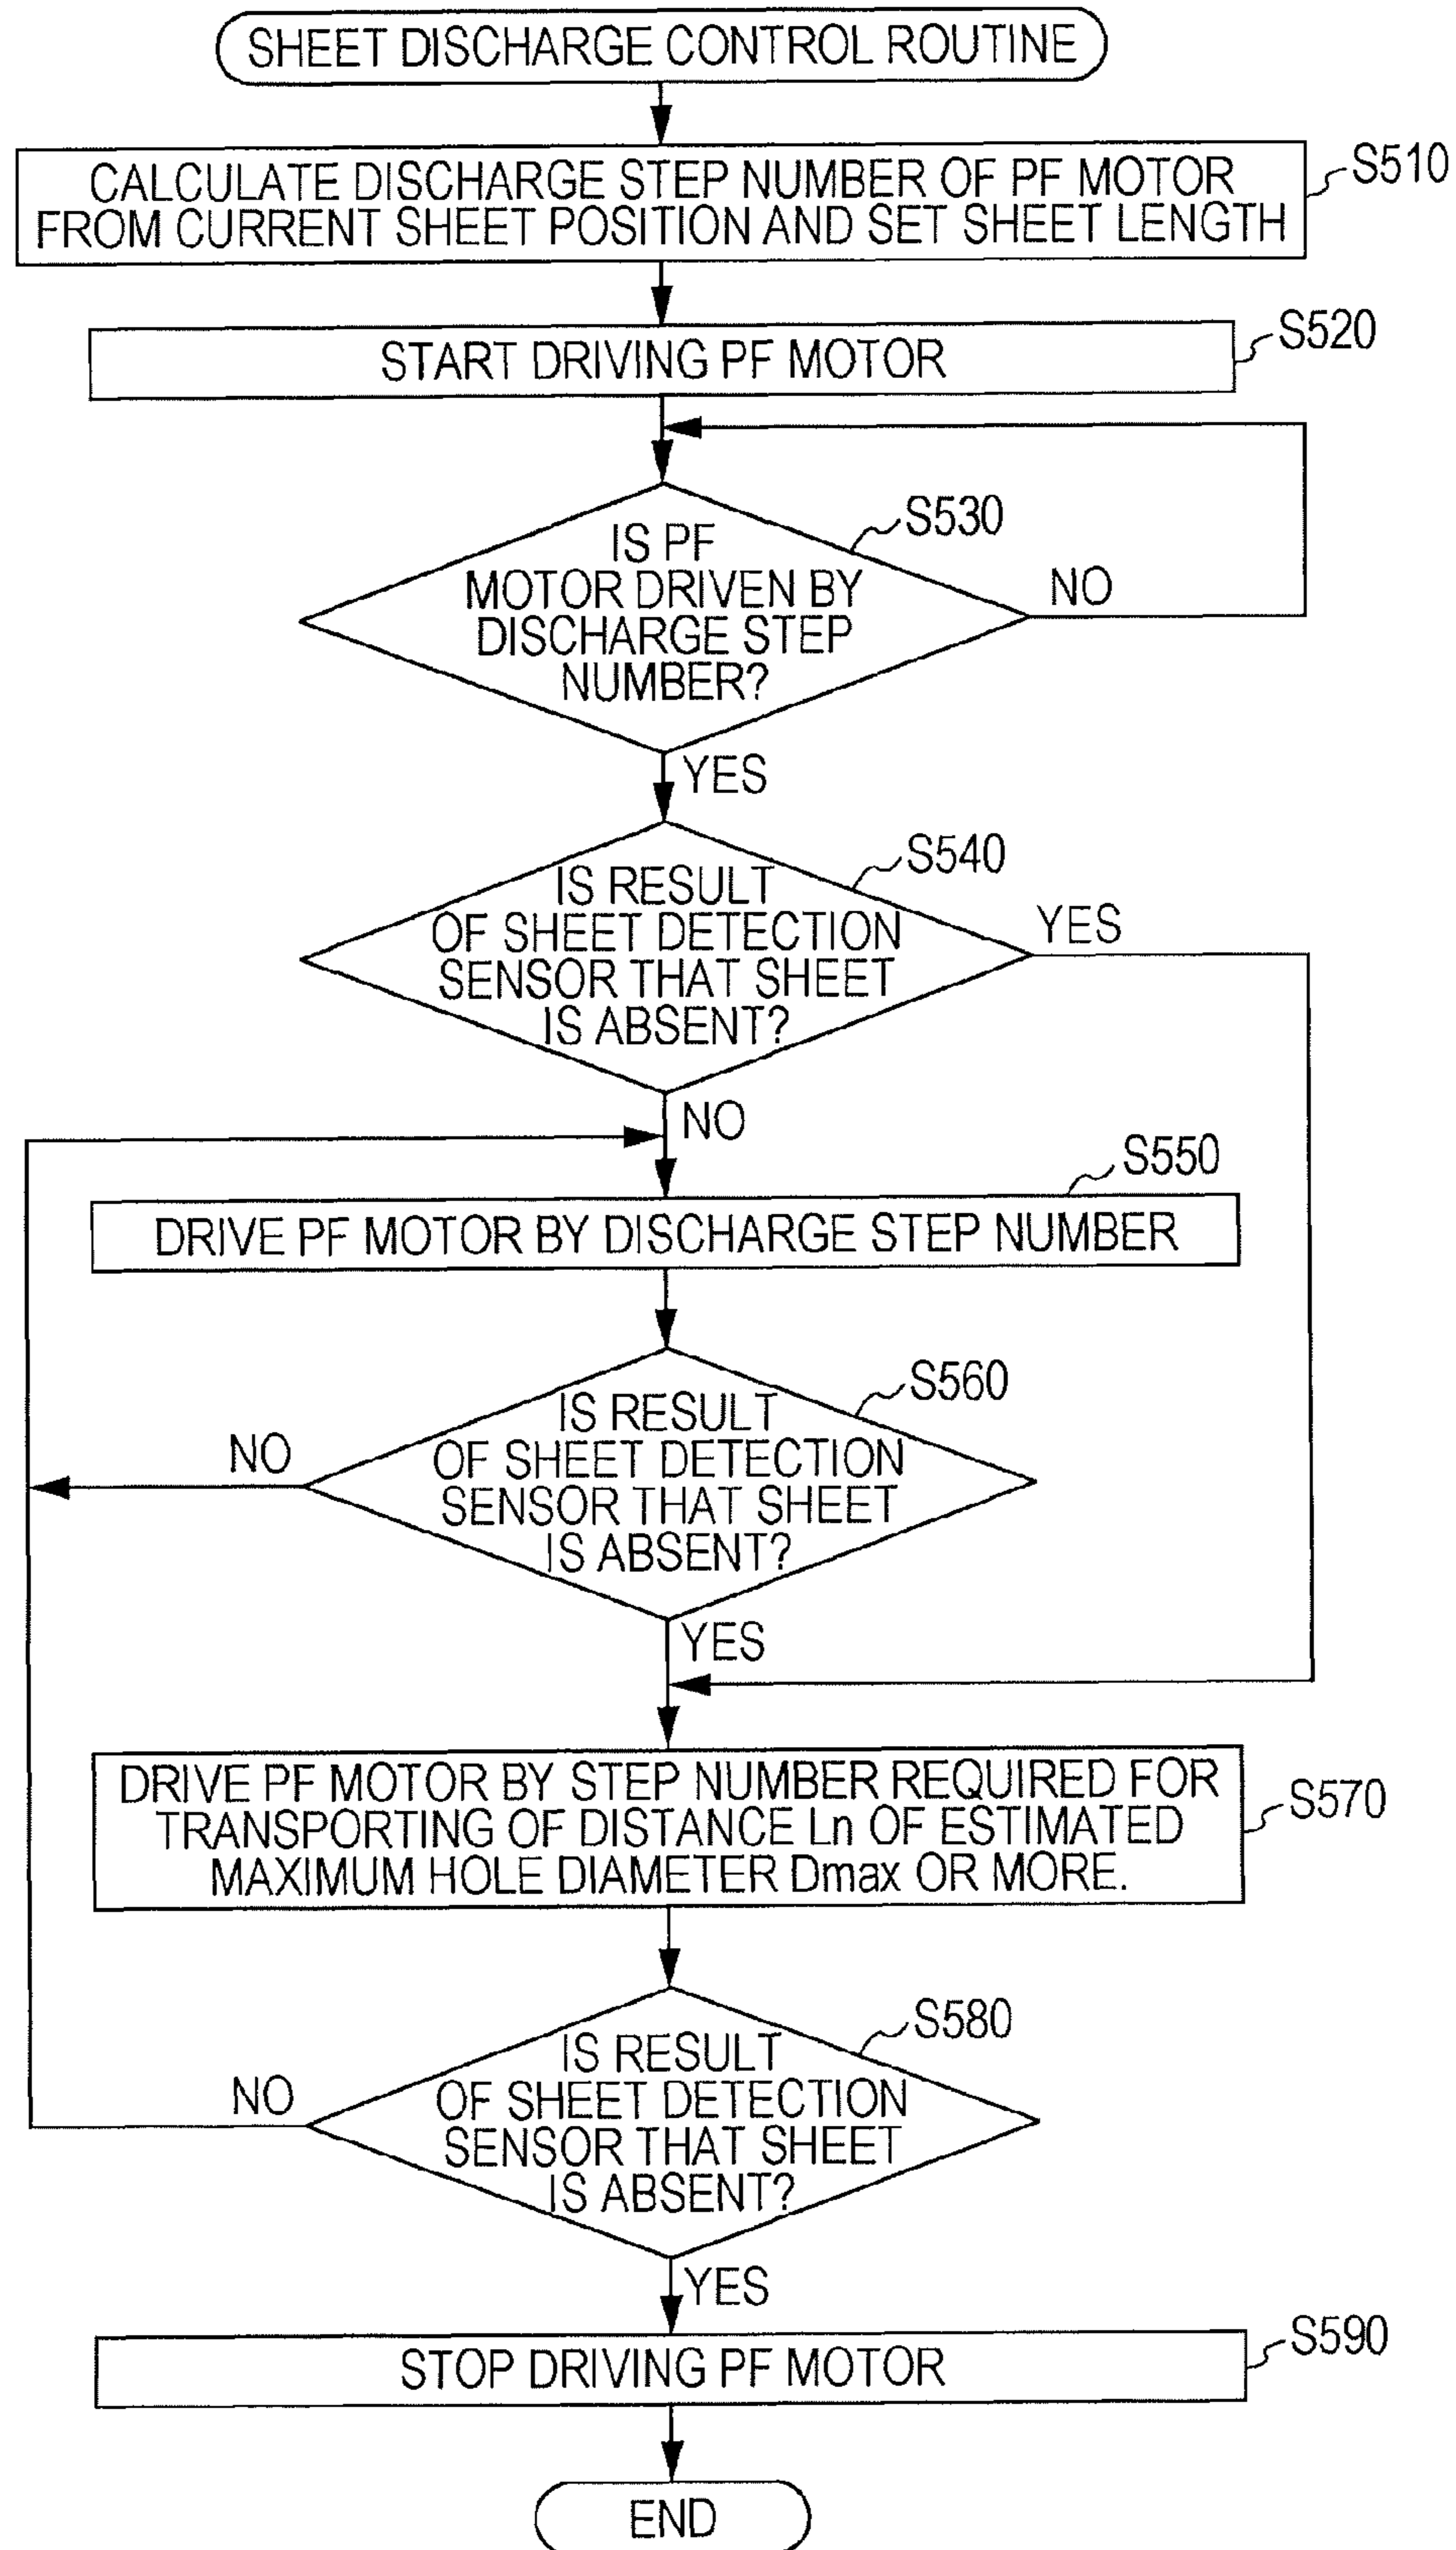 SHEET DISCHARGE CONTROL ROUTINE
CALCULATE DISCHARGE STEP NUMBER OF PF MOTOR
FROM CURRENT SHEET POSITION AND SET SHEET LENGTH
S510
START DRIVING PF MOTOR
S520
IS PF
MOTOR DRIVEN BY
DISCHARGE STEP
NUMBER?
S530
NO
YES
IS RESULT
OF SHEET DETECTION
SENSOR THAT SHEET
IS ABSENT?
S540
YES
NO
S550
DRIVE PF MOTOR BY DISCHARGE STEP NUMBER
S560
IS RESULT
OF SHEET DETECTION
SENSOR THAT SHEET
IS ABSENT?
NO
YES
DRIVE PF MOTOR BY STEP NUMBER REQUIRED FOR
TRANSPORTING OF DISTANCE Ln OF ESTIMATED
MAXIMUM HOLE DIAMETER Dmax OR MORE.
S570
S580
IS RESULT
OF SHEET DETECTION
SENSOR THAT SHEET
IS ABSENT?
NO
YES
STOP DRIVING PF MOTOR
S590
END